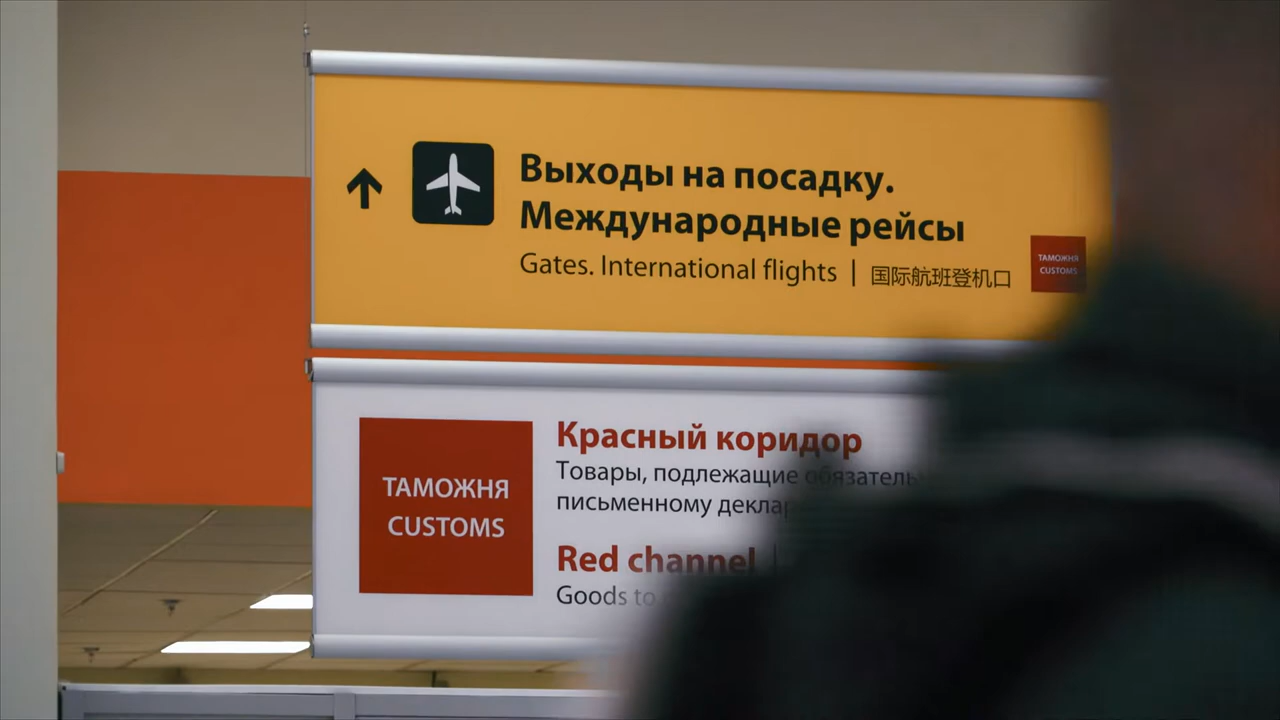 Выходы на посадку.
Международные рейсы
Gates. International flights | 国际航班登机口
ТАМОЖНЯ
CUSTOMS
ТАМОЖНЯ
CUSTOMS
Красный коридор
Товары, подлежащие
письменному
Red channel |
Goods to